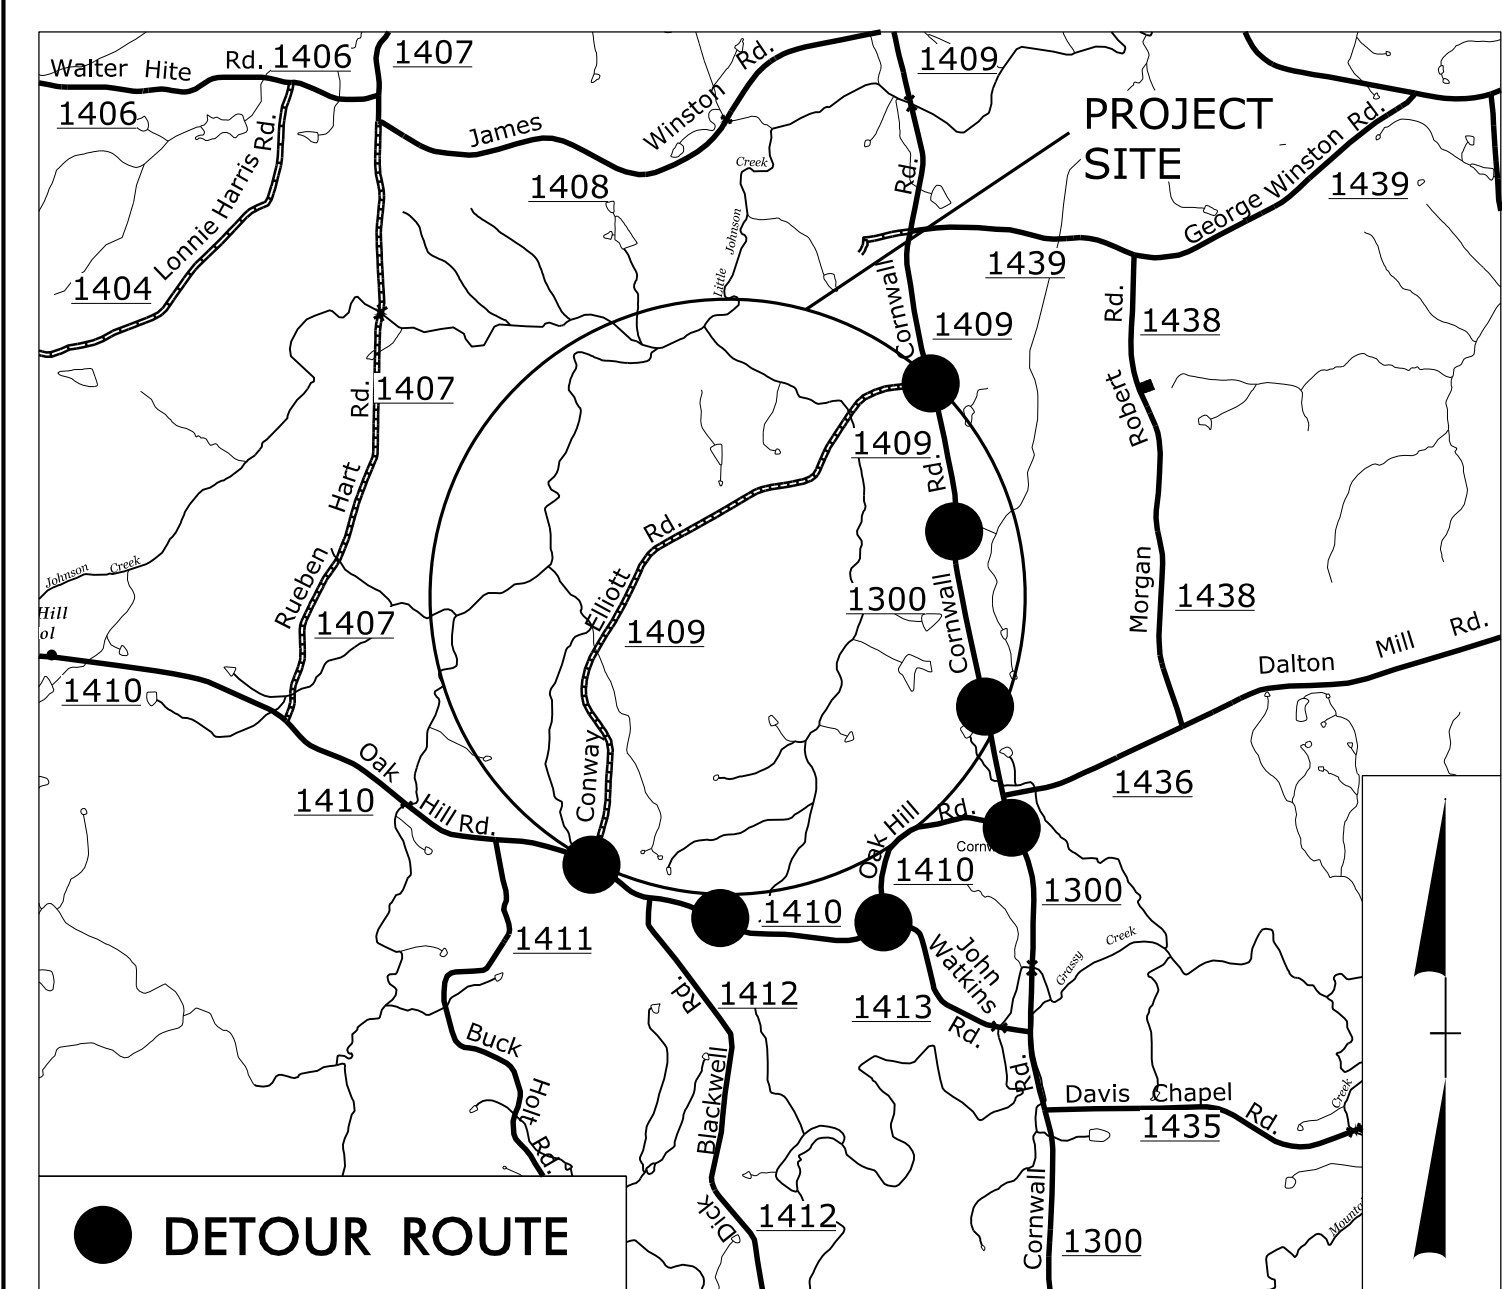 Walter Hite Rd. 1406
1407
1406
Lonnie Harris Rd.
1404
James Winston Rd.
1408
1409
PROJECT
SITE
George Winston Rd.
1439
1439
Creek
Little Johnson
Rd.
Cornwall
1409
Rd.
1438
Robert
Rd. 1407
1409
Rd.
Hart
Rueben
1407
Johnson Creek
Hill
ol
1410
Rd.
Elliott
1409
Conway
1300
Cornwall
Morgan
1438
Dalton Mill Rd.
1436
Oak Hill Rd.
1410
Oak Hill Rd.
Cornw
1410
1410
1300
1411
John
Watkins
Rd.
1413
Grassy Creek
Rd.
1412
Blackwell
Dick
1412
Buck
Holt
Rd.
Rd.
Davis Chapel Rd.
1435
Creek
Mountai
Cornwall
1300
DETOUR ROUTE